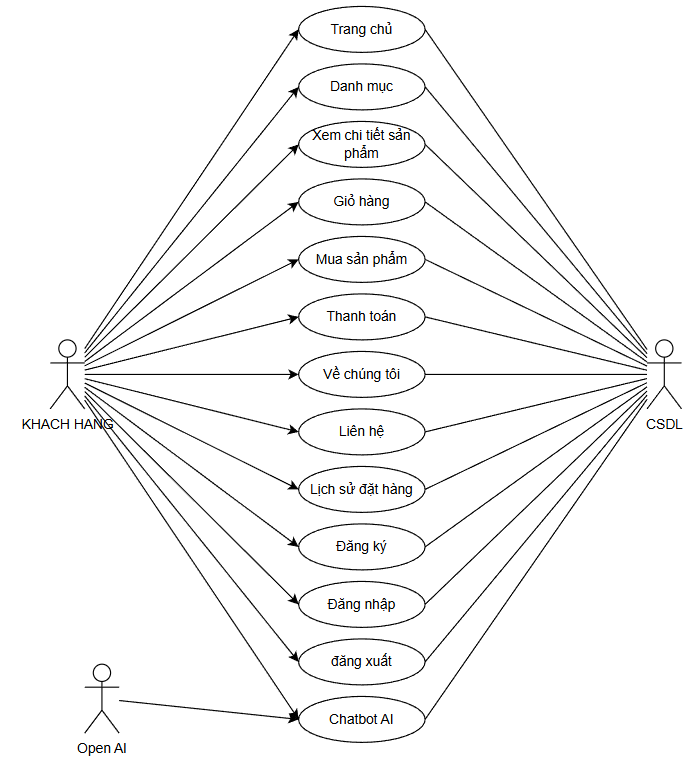 Trang chủ
Danh mục
Xem chi tiết sản
phẩm
Giỏ hàng
Mua sản phẩm
Thanh toán
Về chúng tôi
KHACH HANG
CSDL
Liên hệ
Lịch sử đặt hàng
Đăng ký
Đăng nhập
đăng xuất
Chatbot AI
Open AI